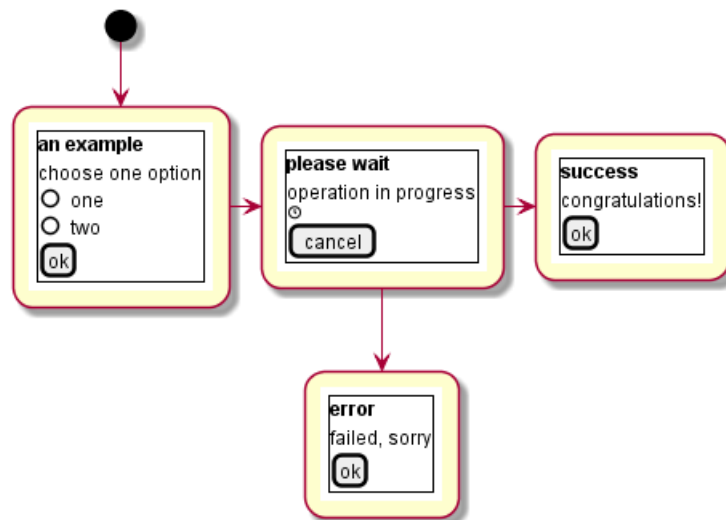 an example
choose one option
one
two
ok
please wait
operation in progress
cancel
success
congratulations!
ok
error
failed, sorry
ok